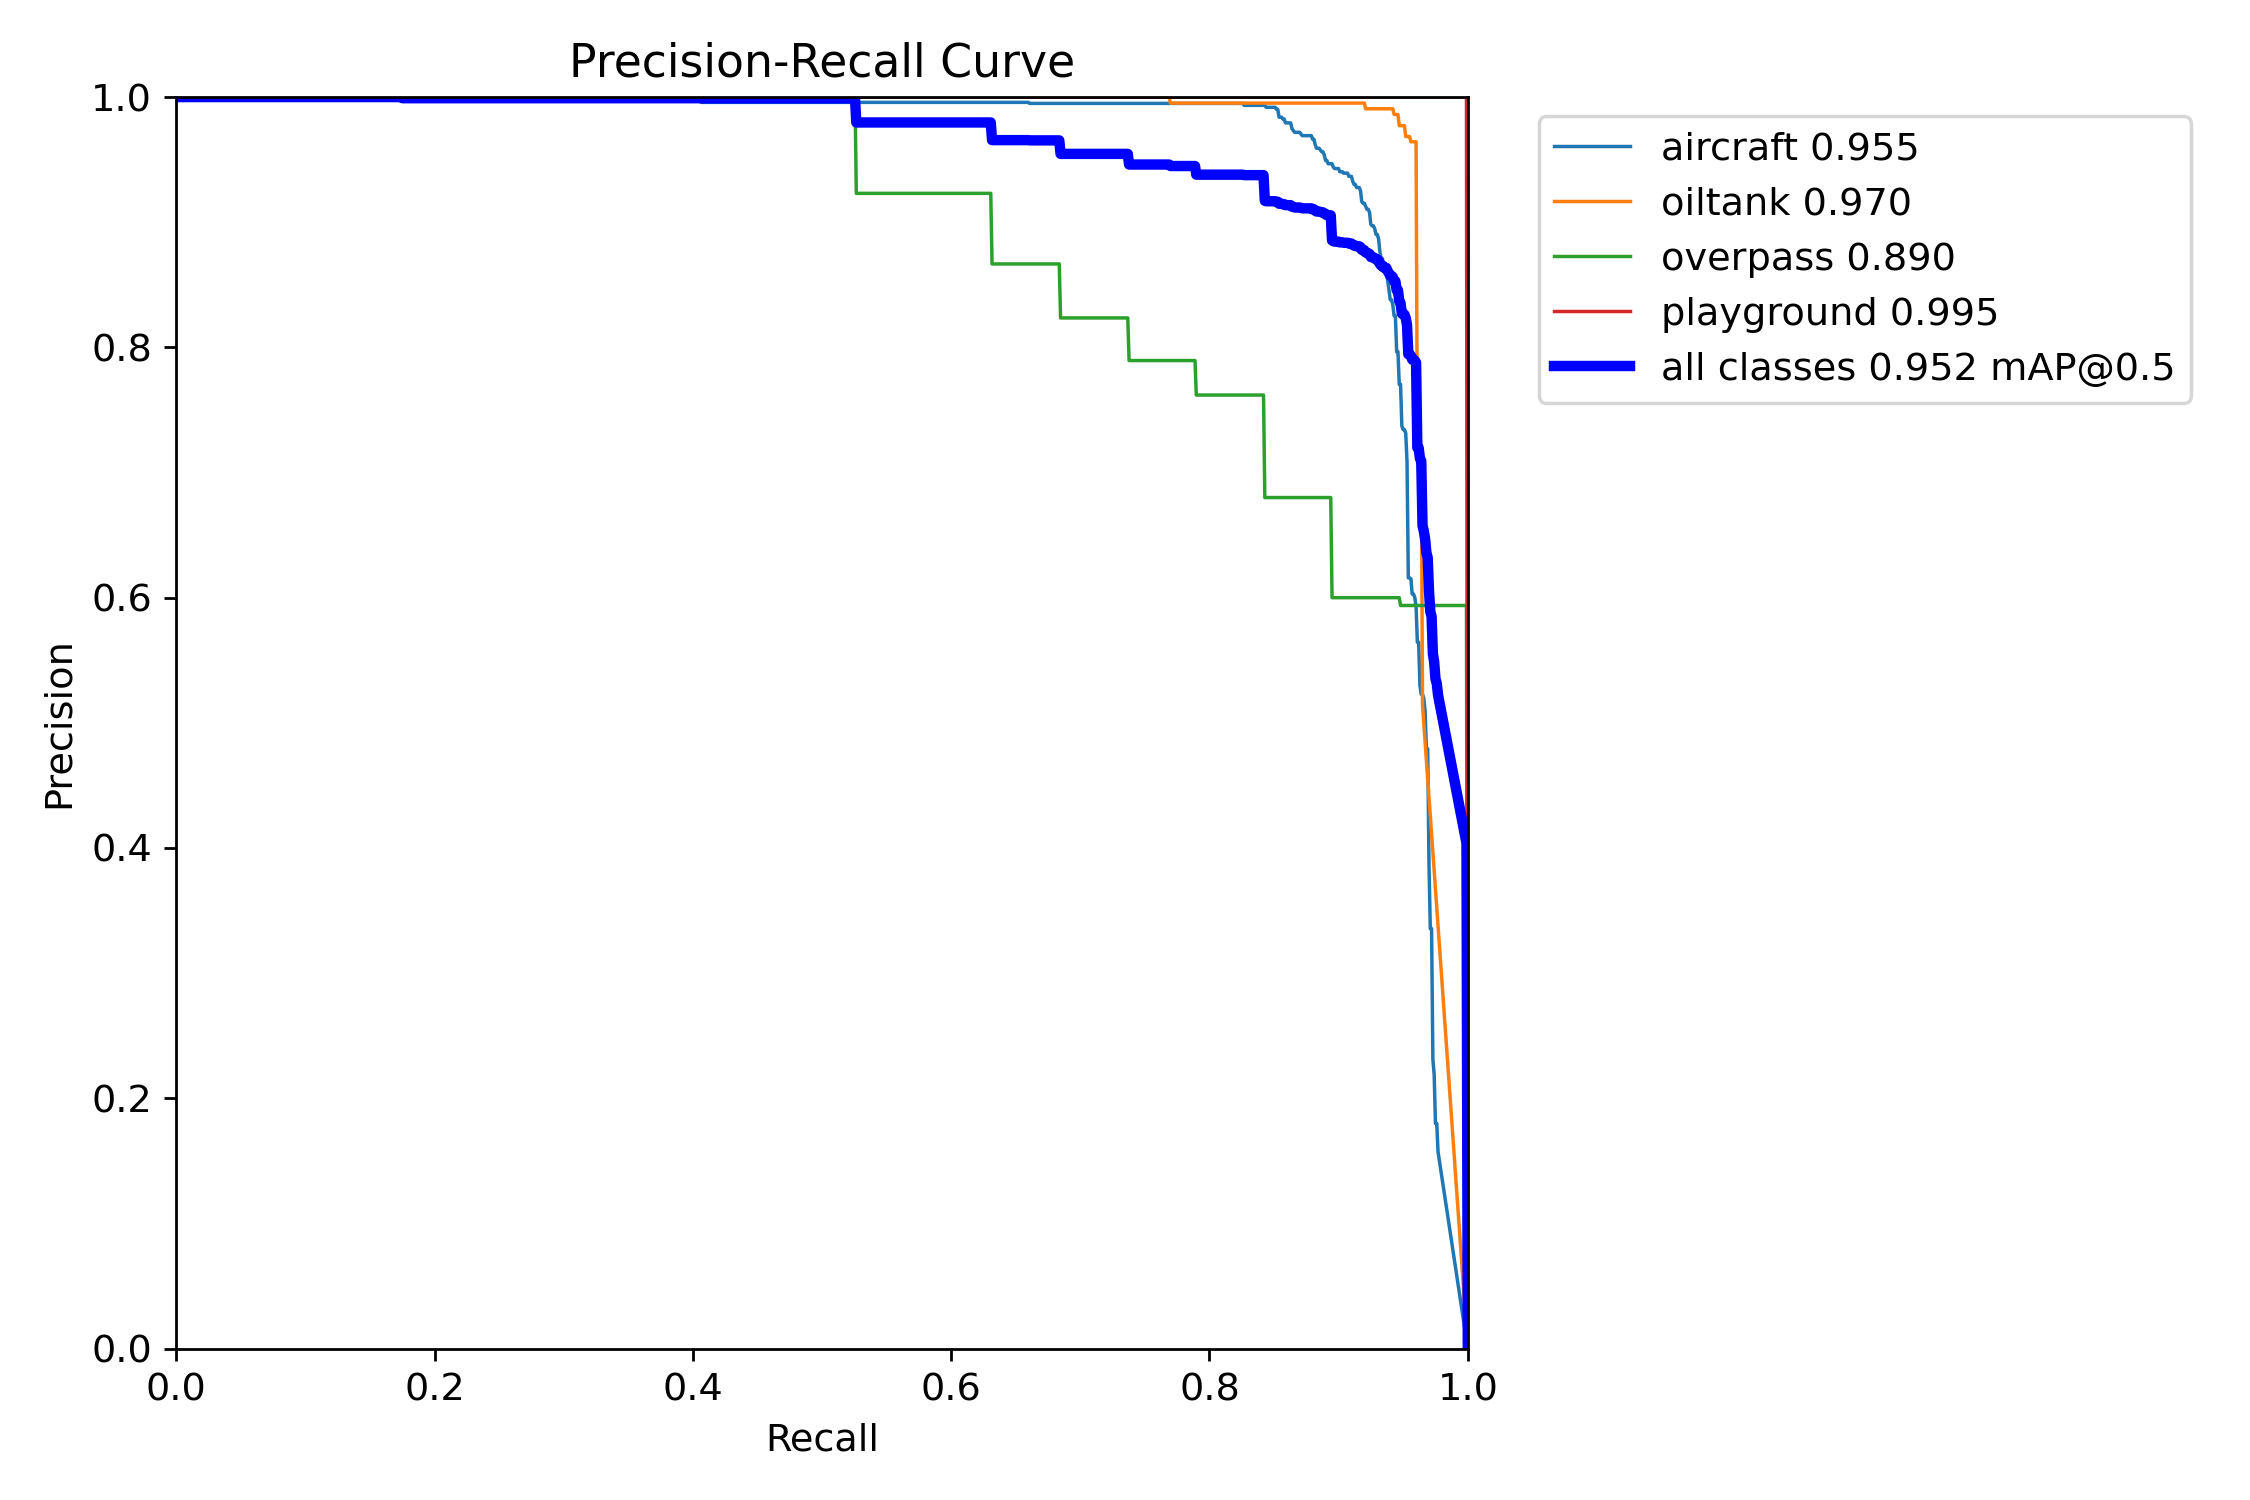 Precision-Recall Curve
1.0
0.8
0.6
0.4
0.2
0.0
Precision
0.0 0.2 0.4 0.6 0.8 1.0
Recall
aircraft 0.955
oiltank 0.970
overpass 0.890
playground 0.995
all classes 0.952 mAP@0.5